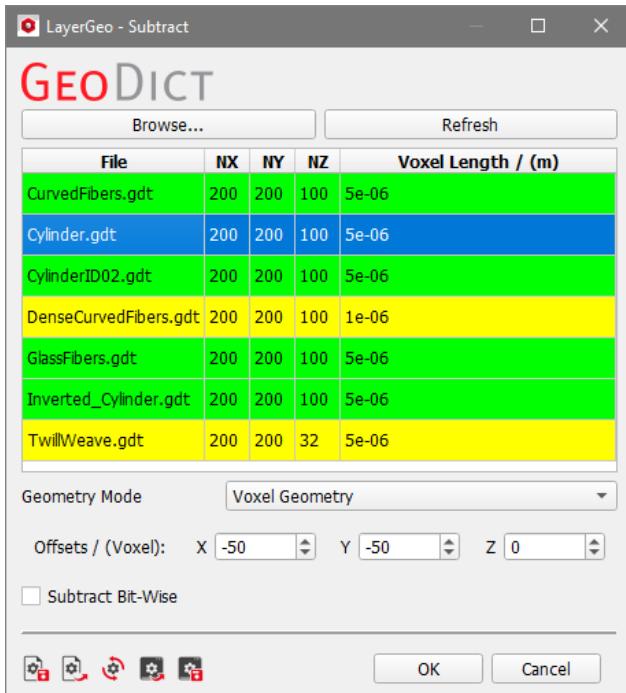 LayerGeo - Subtract
GEODICT
Browse... Refresh
File NX NY NZ Voxel Length / (m)
CurvedFibers.gdt 200 200 100 5e-06
Cylinder.gdt 200 200 100 5e-06
CylinderID02.gdt 200 200 100 5e-06
DenseCurvedFibers.gdt 200 200 100 1e-06
GlassFibers.gdt 200 200 100 5e-06
Inverted_Cylinder.gdt 200 200 100 5e-06
TwillWeave.gdt 200 200 32 5e-06
Geometry Mode Voxel Geometry
Offsets / (Voxel): X -50 Y -50 Z 0
Subtract Bit-Wise
OK Cancel